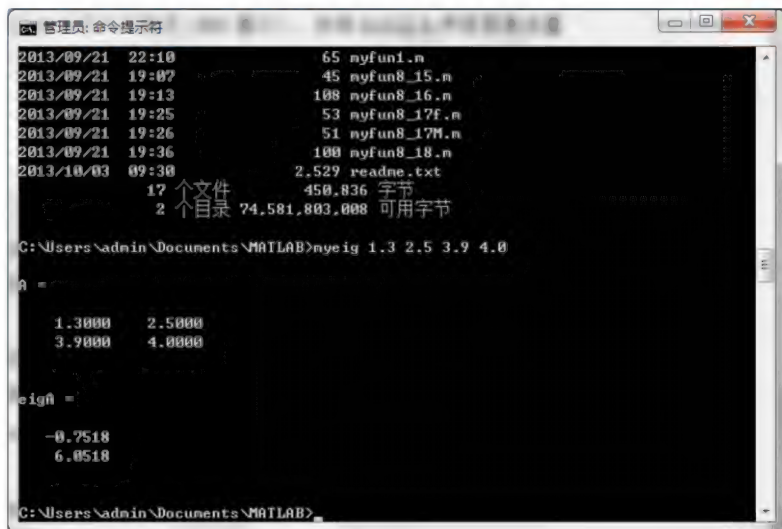 管理员: 命令提示符
2013/09/21 22:10 65 myfun1.m
2013/09/21 19:07 45 myfun8_15.m
2013/09/21 19:13 108 myfun8_16.m
2013/09/21 19:25 53 myfun8_17f.m
2013/09/21 19:26 51 myfun8_17M.m
2013/09/21 19:36 100 myfun8_18.m
2013/10/03 09:30 2,529 readme.txt
17 个文件 450,836 字节
2 个目录 74,581,803,008 可用字节
C:\Users\admin\Documents\MATLAB>myeig 1.3 2.5 3.9 4.0
A =
1.3000 2.5000
3.9000 4.0000
eigA =
-0.7518
6.0518
C:\Users\admin\Documents\MATLAB>_